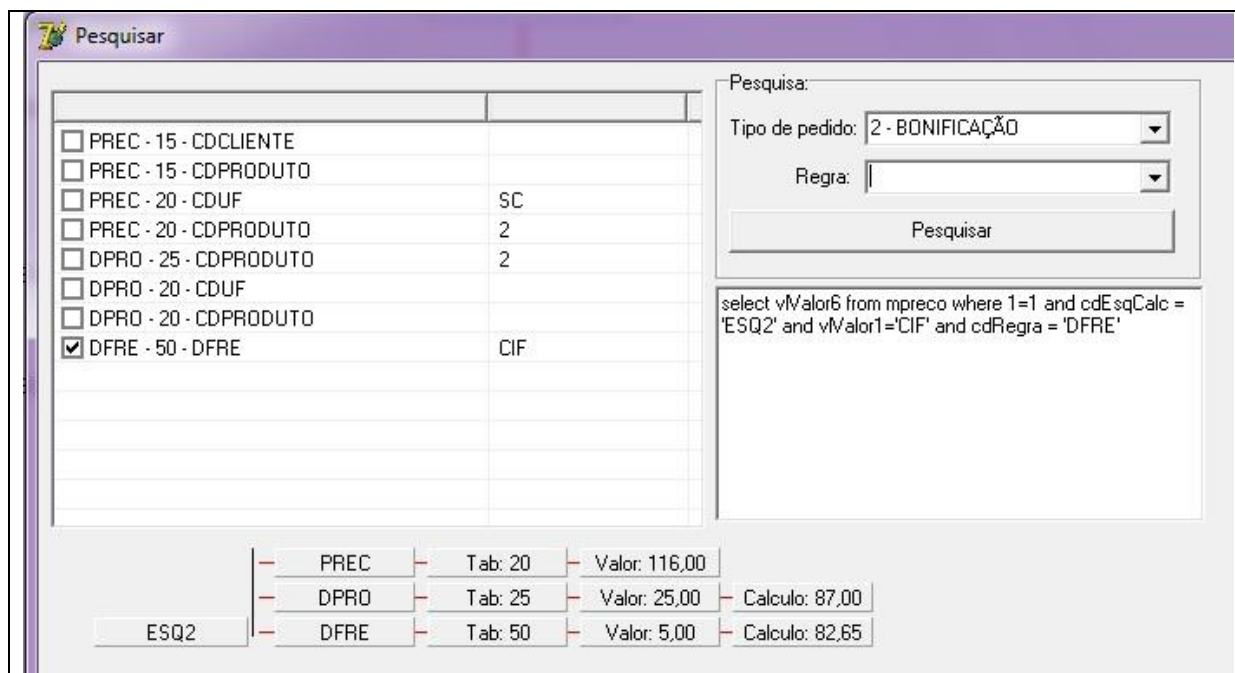 Pesquisar
PREC - 15 - CDCLIENTE
PREC - 15 - CDPRODUTO
PREC - 20 - CDUF SC
PREC - 20 - CDPRODUTO 2
DPRO - 25 - CDPRODUTO 2
DPRO - 20 - CDUF
DPRO - 20 - CDPRODUTO
DFRE - 50 - DFRE CIF
Pesquisa:
Tipo de pedido: 2 - BONIFICAÇÃO
Regra:
Pesquisar
select vlValor6 from mpreco where 1=1 and cdEsqCalc =
'ESQ2' and vlValor1='CIF' and cdRegra = 'DFRE'
PREC Tab: 20 Valor: 116,00
DPRO Tab: 25 Valor: 25,00 Calculo: 87,00
ESQ2 DFRE Tab: 50 Valor: 5,00 Calculo: 82,65